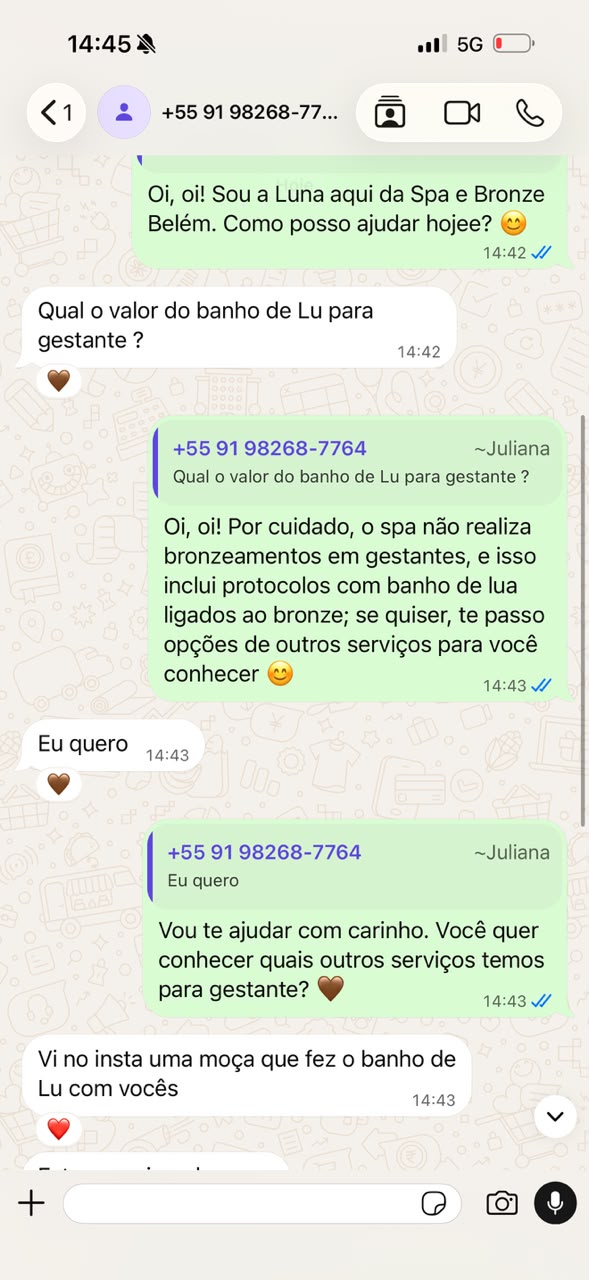 14:45
5G
1
+55 91 98268-77...
Oi, oi! Sou a Luna aqui da Spa e Bronze
Belém. Como posso ajudar hojee? 😊
14:42
Qual o valor do banho de Lu para
gestante ?
14:42
🤎
+55 91 98268-7764 ~Juliana
Qual o valor do banho de Lu para gestante ?
Oi, oi! Por cuidado, o spa não realiza
bronzeamentos em gestantes, e isso
inclui protocolos com banho de lua
ligados ao bronze; se quiser, te passo
opções de outros serviços para você
conhecer 😊
14:43
Eu quero
14:43
🤎
+55 91 98268-7764 ~Juliana
Eu quero
Vou te ajudar com carinho. Você quer
conhecer quais outros serviços temos
para gestante? 🤎
14:43
Vi no insta uma moça que fez o banho de
Lu com vocês
14:43
❤️